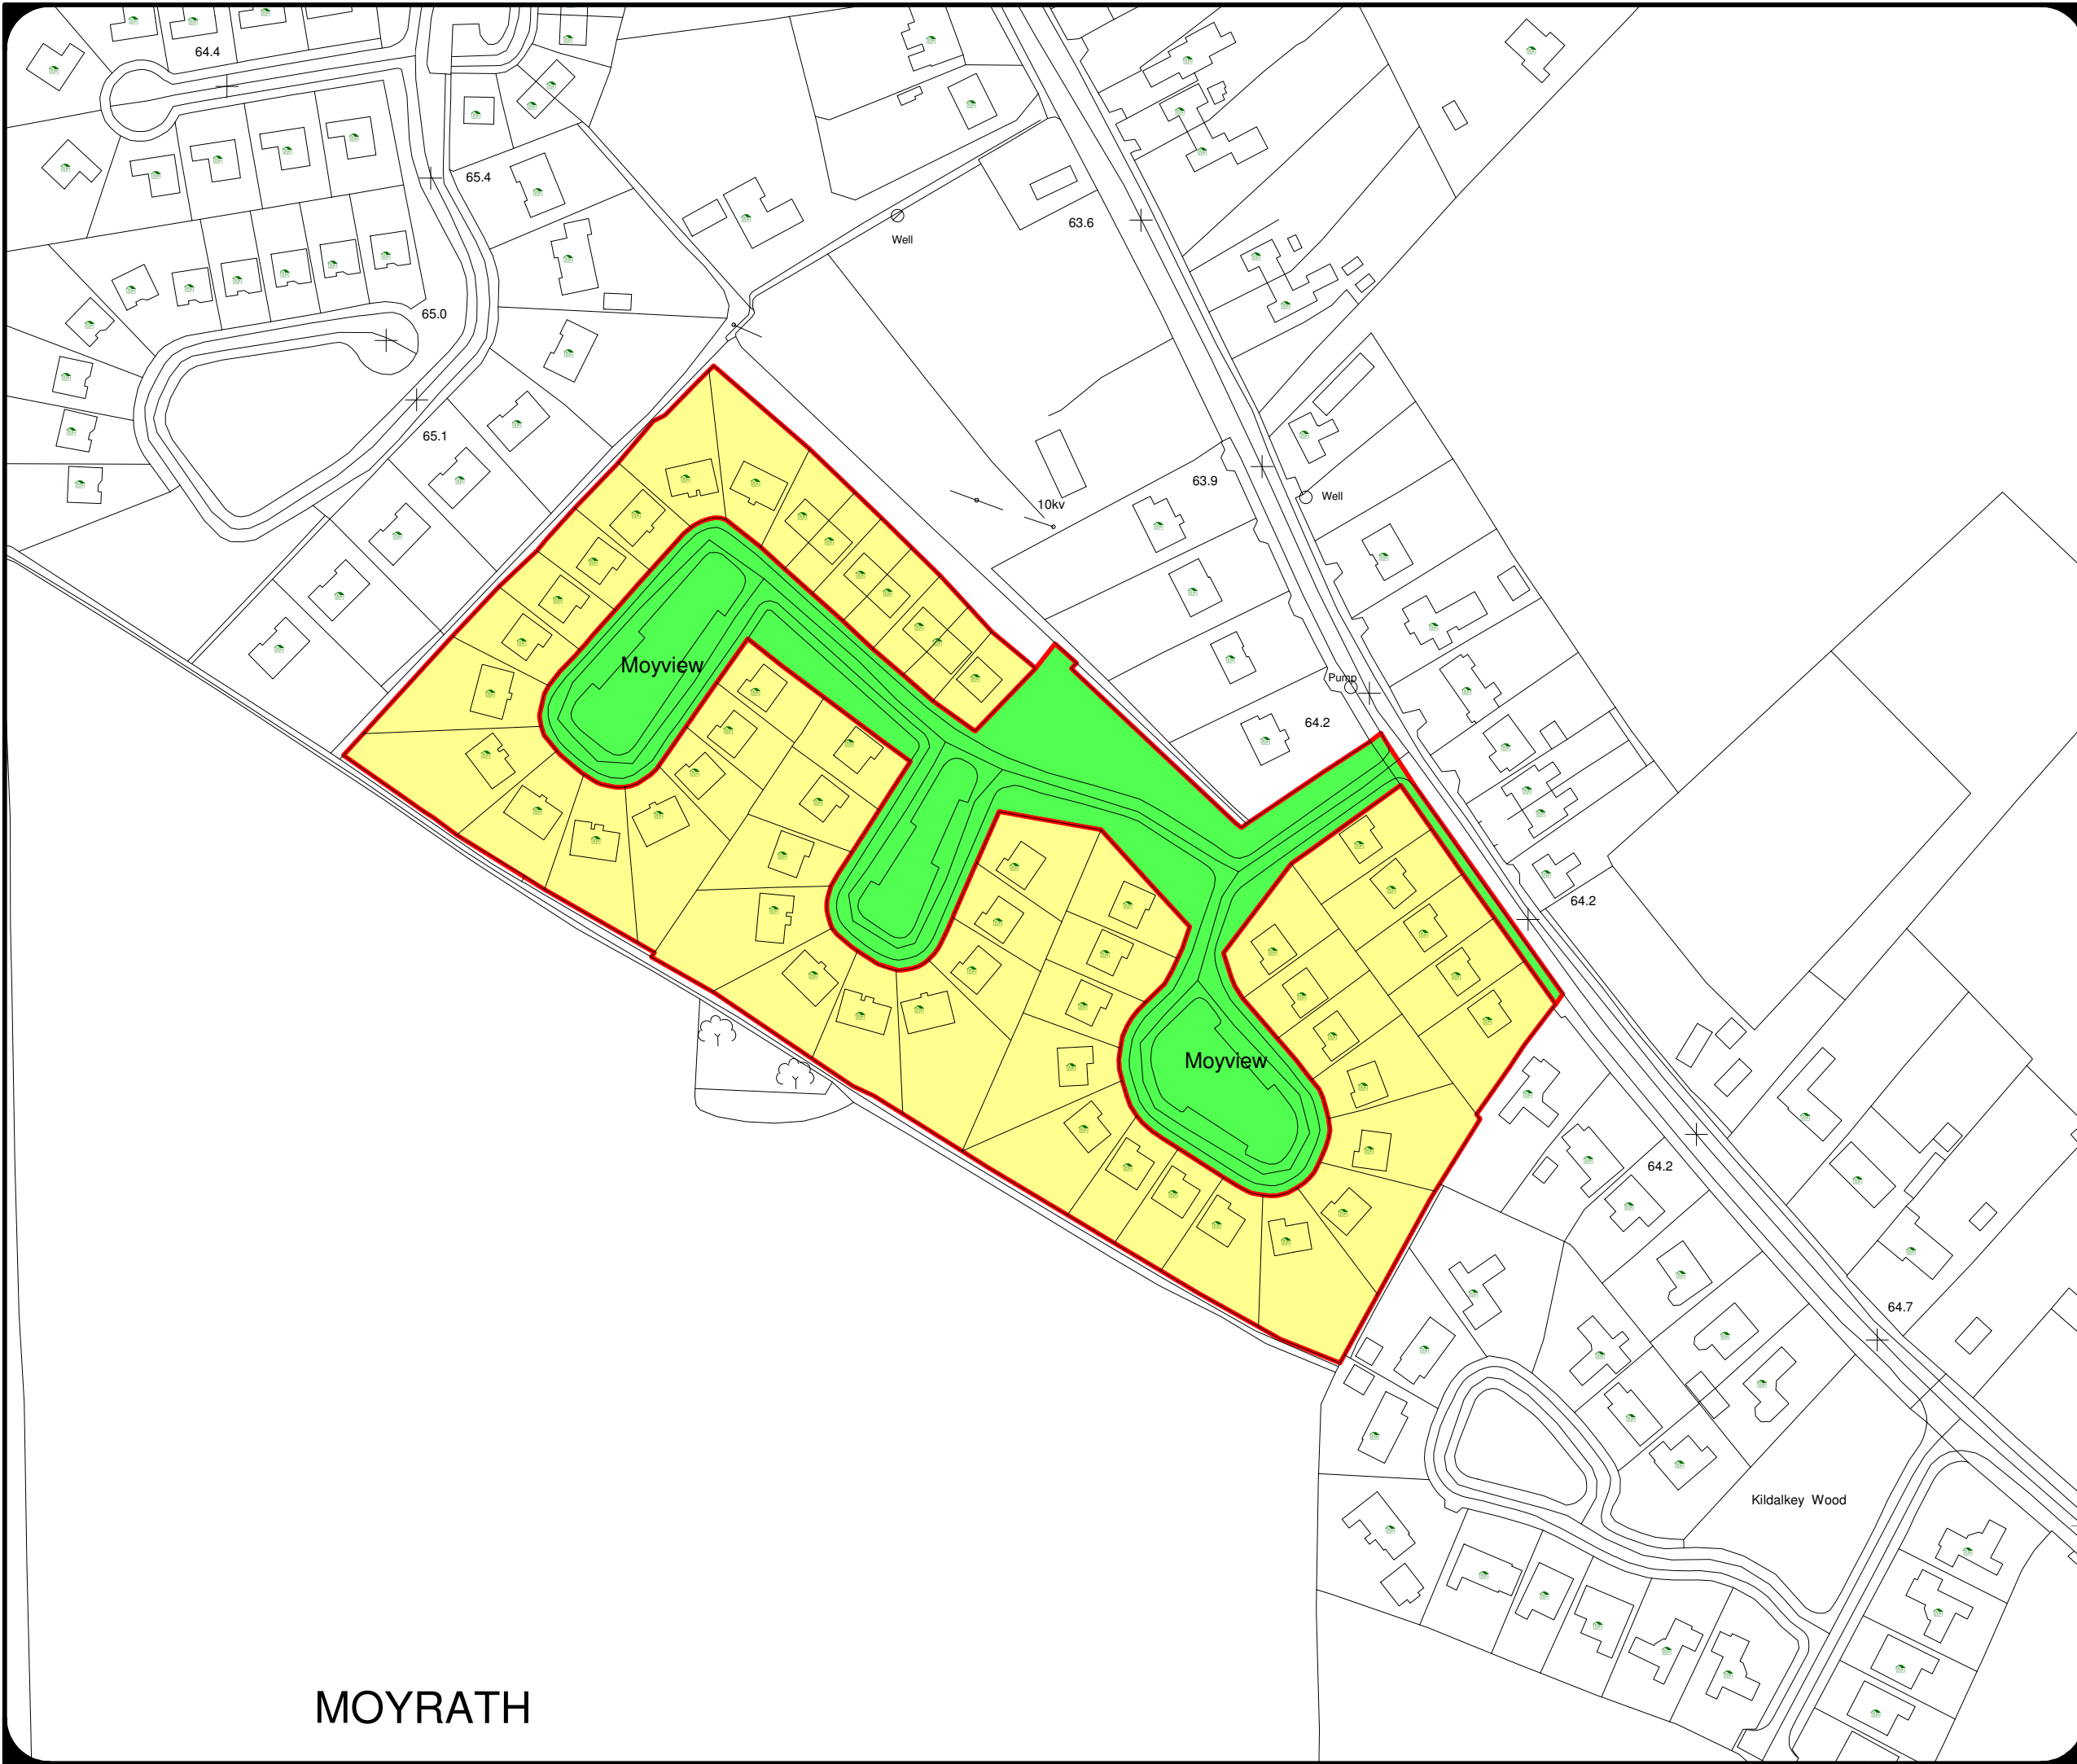 64.4
65.4
63.6
Well
65.0
65.1
63.9
Well
10kv
Moyview
Pump
64.2
64.2
Moyview
64.2
64.7
Kildalkey Wood
MOYRATH